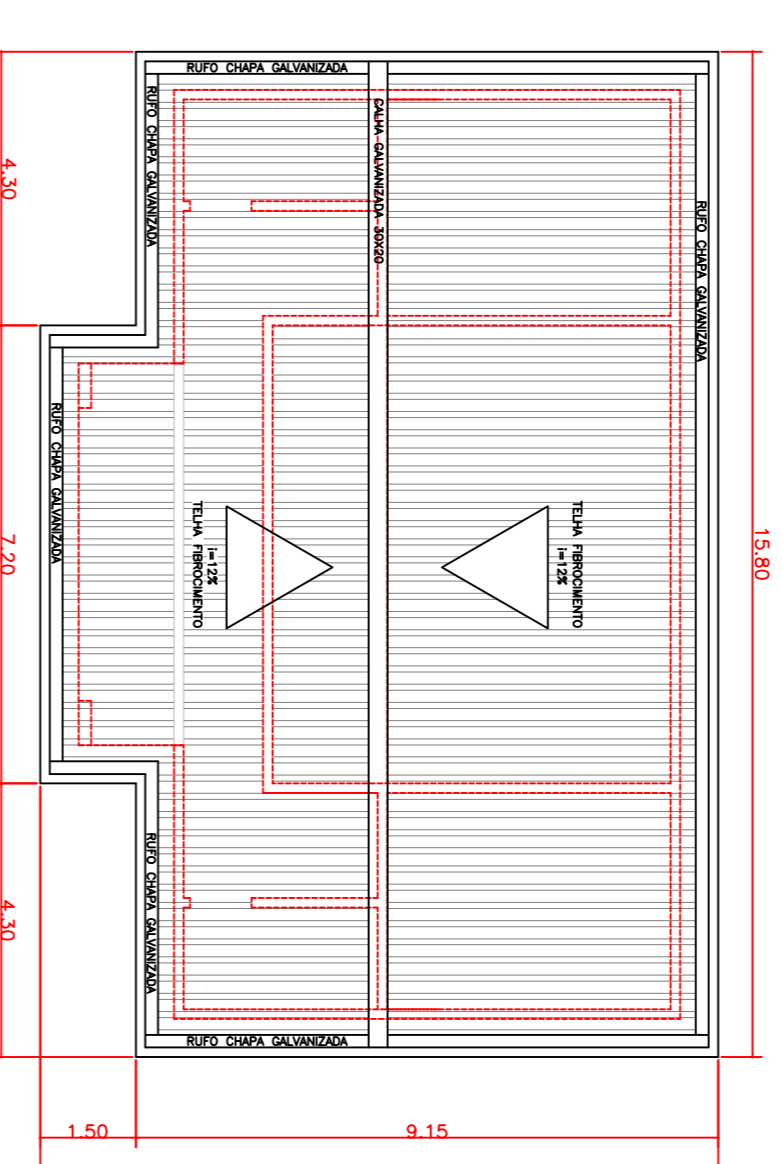 RUFO CHAPA GALVANIZADA
RUFO CHAPA GALVANIZADA
CALHA GALVANIZADA 30X20
RUFO CHAPA GALVANIZADA
4.30
RUFO CHAPA GALVANIZADA
TELHA FIBROCIMENTO
i=12%
TELHA FIBROCIMENTO
i=12%
7.20
15.80
RUFO CHAPA GALVANIZADA
4.30
RUFO CHAPA GALVANIZADA
1.50
9.15